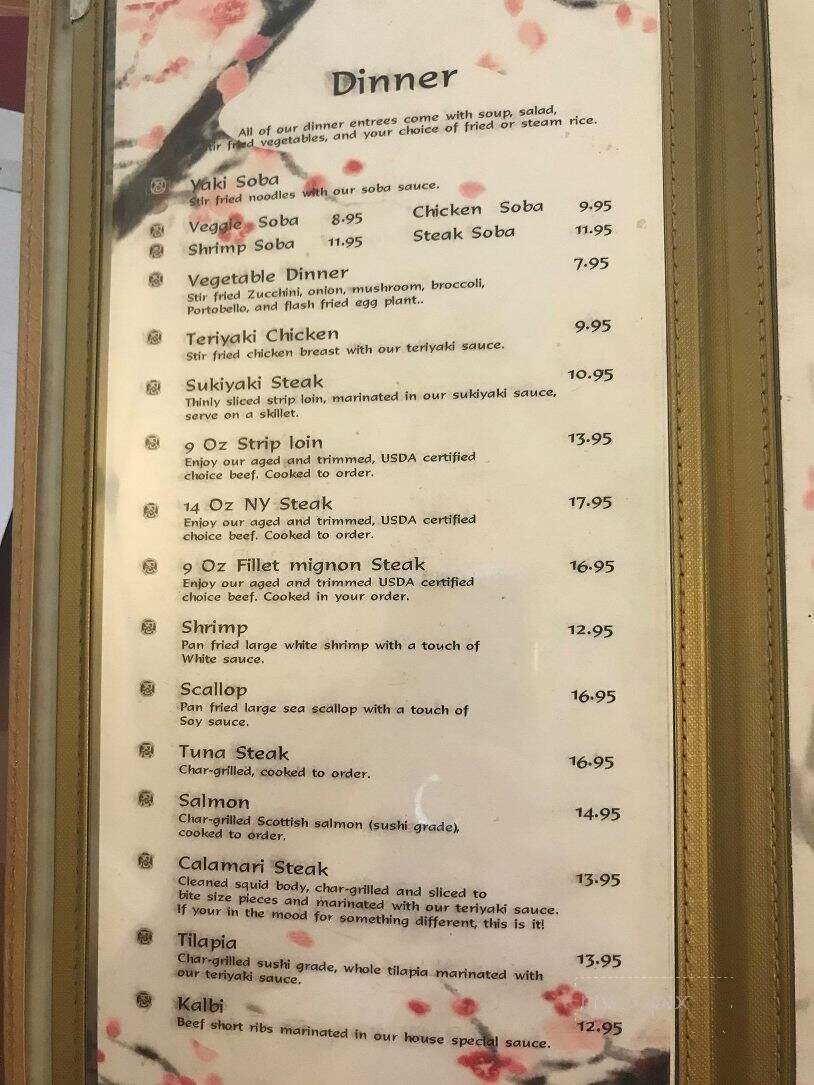 Dinner
All of our dinner entrees come with soup, salad,
fried vegetables, and your choice of fried or steam rice.
Yaki Soba
Stir fried noodles with our soba sauce.
Veggie Soba 8.95 Chicken Soba 9.95
Shrimp Soba 11.95 Steak Soba 11.95
Vegetable Dinner 7.95
Stir fried Zucchini, onion, mushroom, broccoli,
Portobello, and flash fried egg plant..
Teriyaki Chicken 9.95
Stir fried chicken breast with our teriyaki sauce.
Sukiyaki Steak 10.95
Thinly sliced strip loin, marinated in our sukiyaki sauce,
serve on a skillet.
9 Oz Strip loin 13.95
Enjoy our aged and trimmed, USDA certified
choice beef. Cooked to order.
14 Oz NY Steak 17.95
Enjoy our aged and trimmed, USDA certified
choice beef. Cooked to order.
9 Oz Fillet mignon Steak 16.95
Enjoy our aged and trimmed USDA certified
choice beef. Cooked in your order.
Shrimp 12.95
Pan fried large white shrimp with a touch of
White sauce.
Scallop 16.95
Pan fried large sea scallop with a touch of
Soy sauce.
Tuna Steak 16.95
Char-grilled, cooked to order.
Salmon 14.95
Char-grilled Scottish salmon (sushi grade),
cooked to order.
Calamari Steak 13.95
Cleaned squid body, char-grilled and sliced to
bite size pieces and marinated with our teriyaki sauce.
If your in the mood for something different, this is it!
Tilapia 13.95
Char-grilled sushi grade, whole tilapia marinated with
our teriyaki sauce.
Kalbi 12.95
Beef short ribs marinated in our house special sauce.